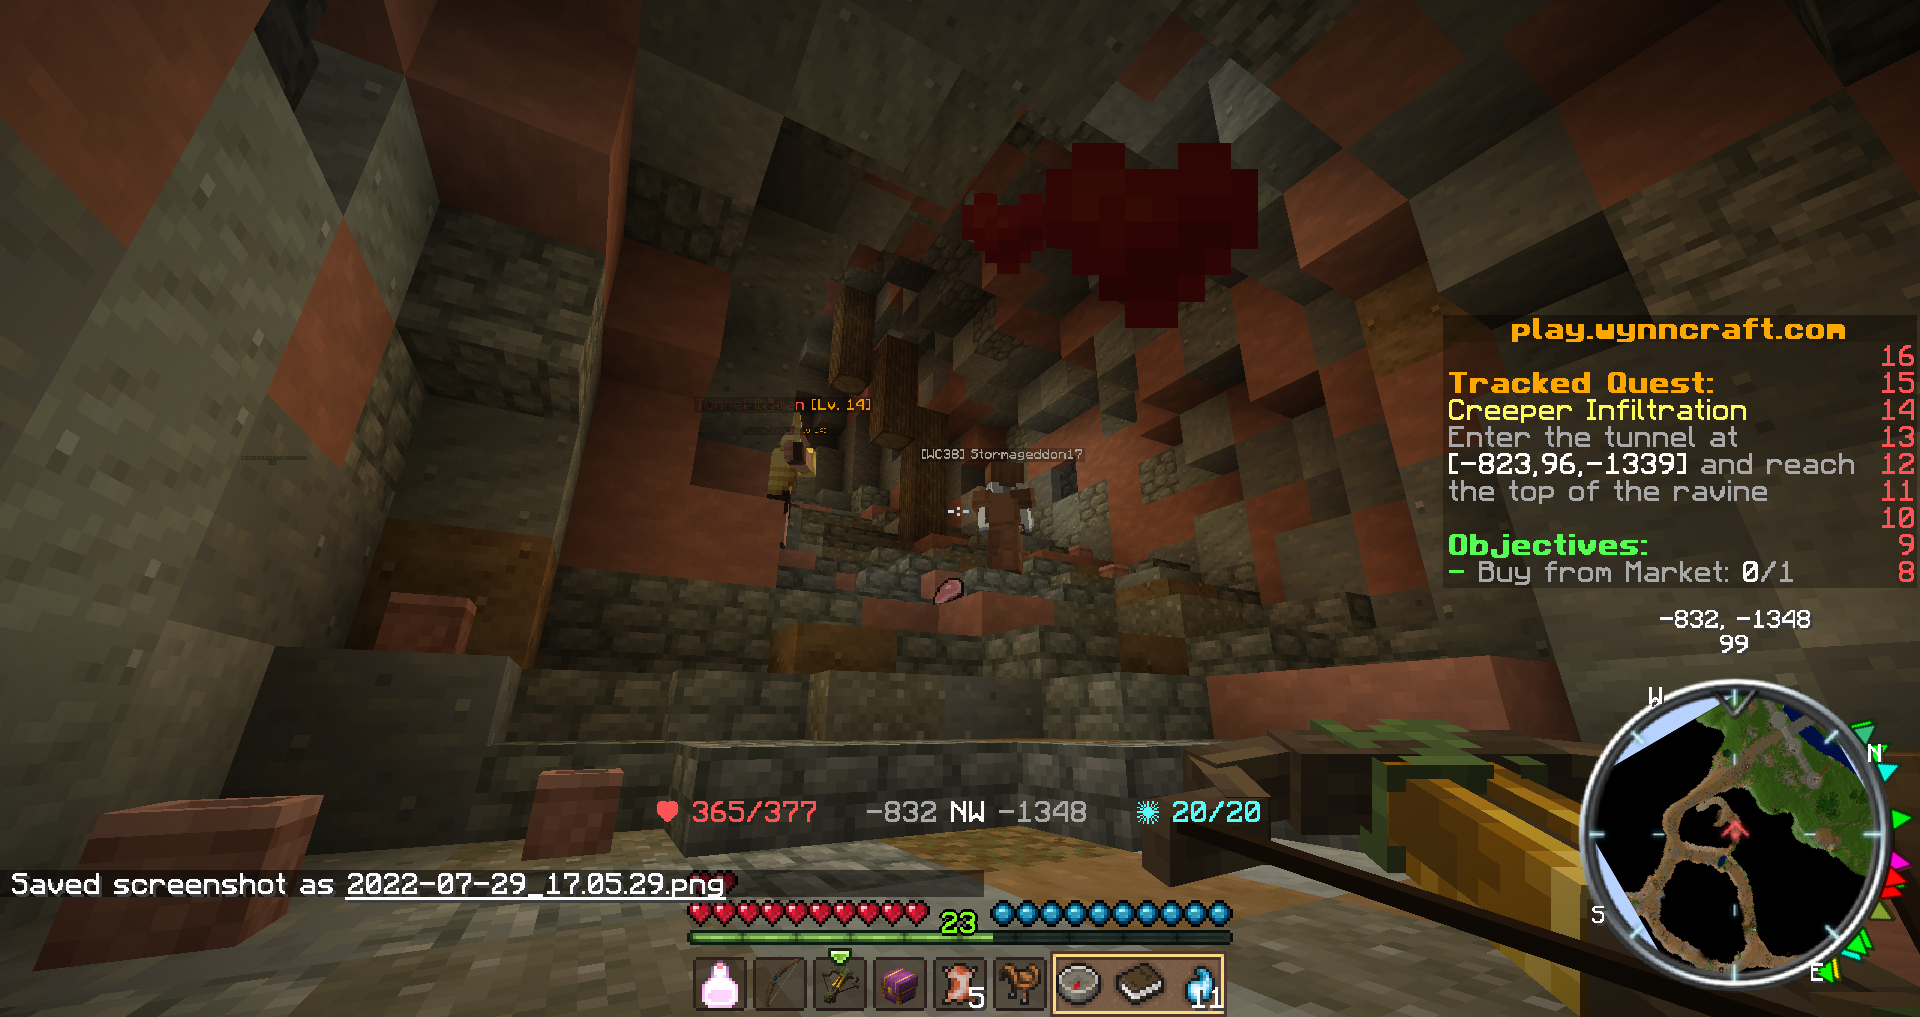 play.wynncraft.com
16
Tracked Quest: 15
Creeper Infiltration 14
Enter the tunnel at 13
[-823,96,-1339] and reach 12
the top of the ravine 11
10
Objectives: 9
- Buy from Market: 0/1 8
[Lv. 14]
[WC38] Stormageddon17
-832, -1348
99
W
N
S
E
365/377 -832 NW -1348 20/20
Saved screenshot as 2022-07-29_17.05.29.png
23
5
11